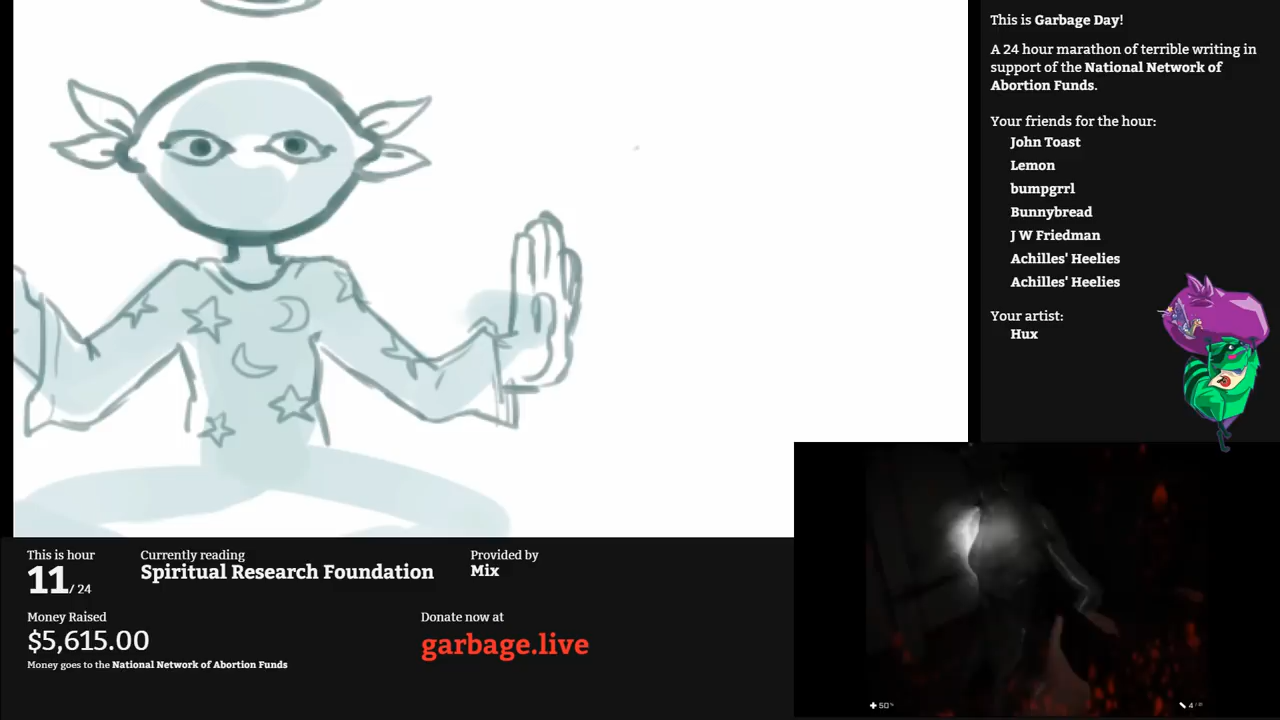 This is Garbage Day!
A 24 hour marathon of terrible writing in
support of the National Network of
Abortion Funds.
Your friends for the hour:
John Toast
Lemon
bumpgrrl
Bunnybread
J W Friedman
Achilles' Heelies
Achilles' Heelies
Your artist:
Hux
This is hour
11 / 24
Currently reading
Spiritual Research Foundation
Provided by
Mix
Money Raised
$5,615.00
Money goes to the National Network of Abortion Funds
Donate now at
garbage.live
50%
4